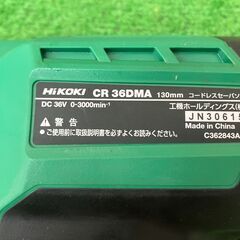 HiKOKI CR 36DMA 130mm コードレスセーバソ
DC 36V 0-3000min⁻¹
工機ホールディングス(株
警告
JN30615
ご使用前に取扱説明書を必ずお読みください。
Made in China
C362843A